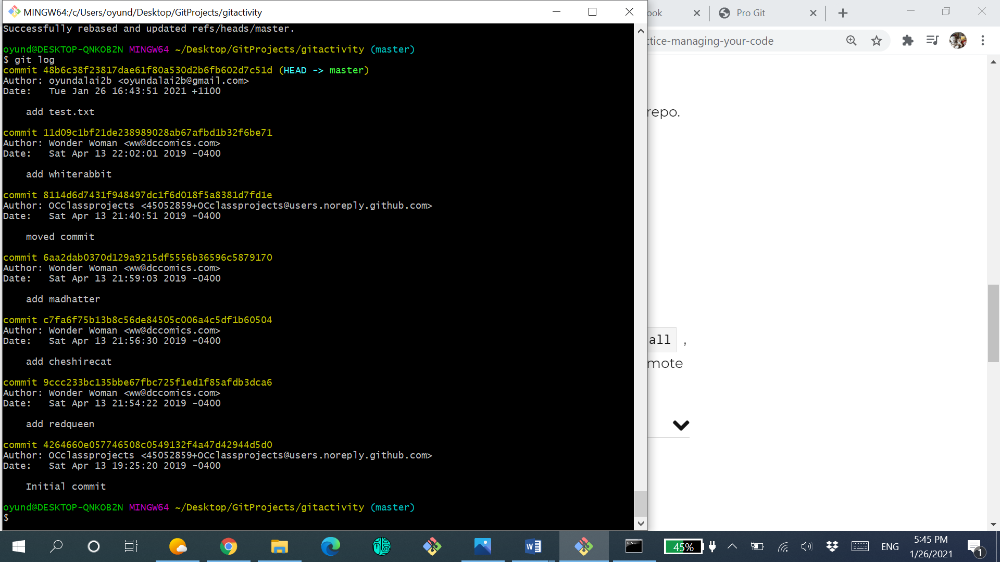 MINGW64:/c/Users/oyund/Desktop/GitProjects/gitactivity
Successfully rebased and updated refs/heads/master.
oyund@DESKTOP-QNKOB2N MINGW64 ~/Desktop/GitProjects/gitactivity (master)
$ git log
commit 48b6c38f23817dae61f80a530d2b6fb602d7c51d (HEAD -> master)
Author: oyundalai2b <oyundalai2b@gmail.com>
Date:   Tue Jan 26 16:43:51 2021 +1100
add test.txt
commit 11d09c1bf21de238989028ab67afbd1b32f6be71
Author: Wonder Woman <ww@dccomics.com>
Date:   Sat Apr 13 22:02:01 2019 -0400
add whiterabbit
commit 8114d6d7431f948497dc1f6d018f5a8381d7fd1e
Author: OCclassprojects <45052859+OCclassprojects@users.noreply.github.com>
Date:   Sat Apr 13 21:40:51 2019 -0400
moved commit
commit 6aa2dab0370d129a9215df5556b36596c5879170
Author: Wonder Woman <ww@dccomics.com>
Date:   Sat Apr 13 21:59:03 2019 -0400
add madhatter
commit c7fa6f75b13b8c56de84505c006a4c5df1b60504
Author: Wonder Woman <ww@dccomics.com>
Date:   Sat Apr 13 21:56:30 2019 -0400
add cheshirecat
commit 9ccc233bc135bbe67fbc725f1ed1f85afdb3dca6
Author: Wonder Woman <ww@dccomics.com>
Date:   Sat Apr 13 21:54:22 2019 -0400
add redqueen
commit 4264660e057746508c0549132f4a47d42944d5d0
Author: OCclassprojects <45052859+OCclassprojects@users.noreply.github.com>
Date:   Sat Apr 13 19:25:20 2019 -0400
Initial commit
oyund@DESKTOP-QNKOB2N MINGW64 ~/Desktop/GitProjects/gitactivity (master)
$
ook
Pro Git
ctice-managing-your-code
repo.
all ,
mote
45%
ENG
5:45 PM
1/26/2021
1